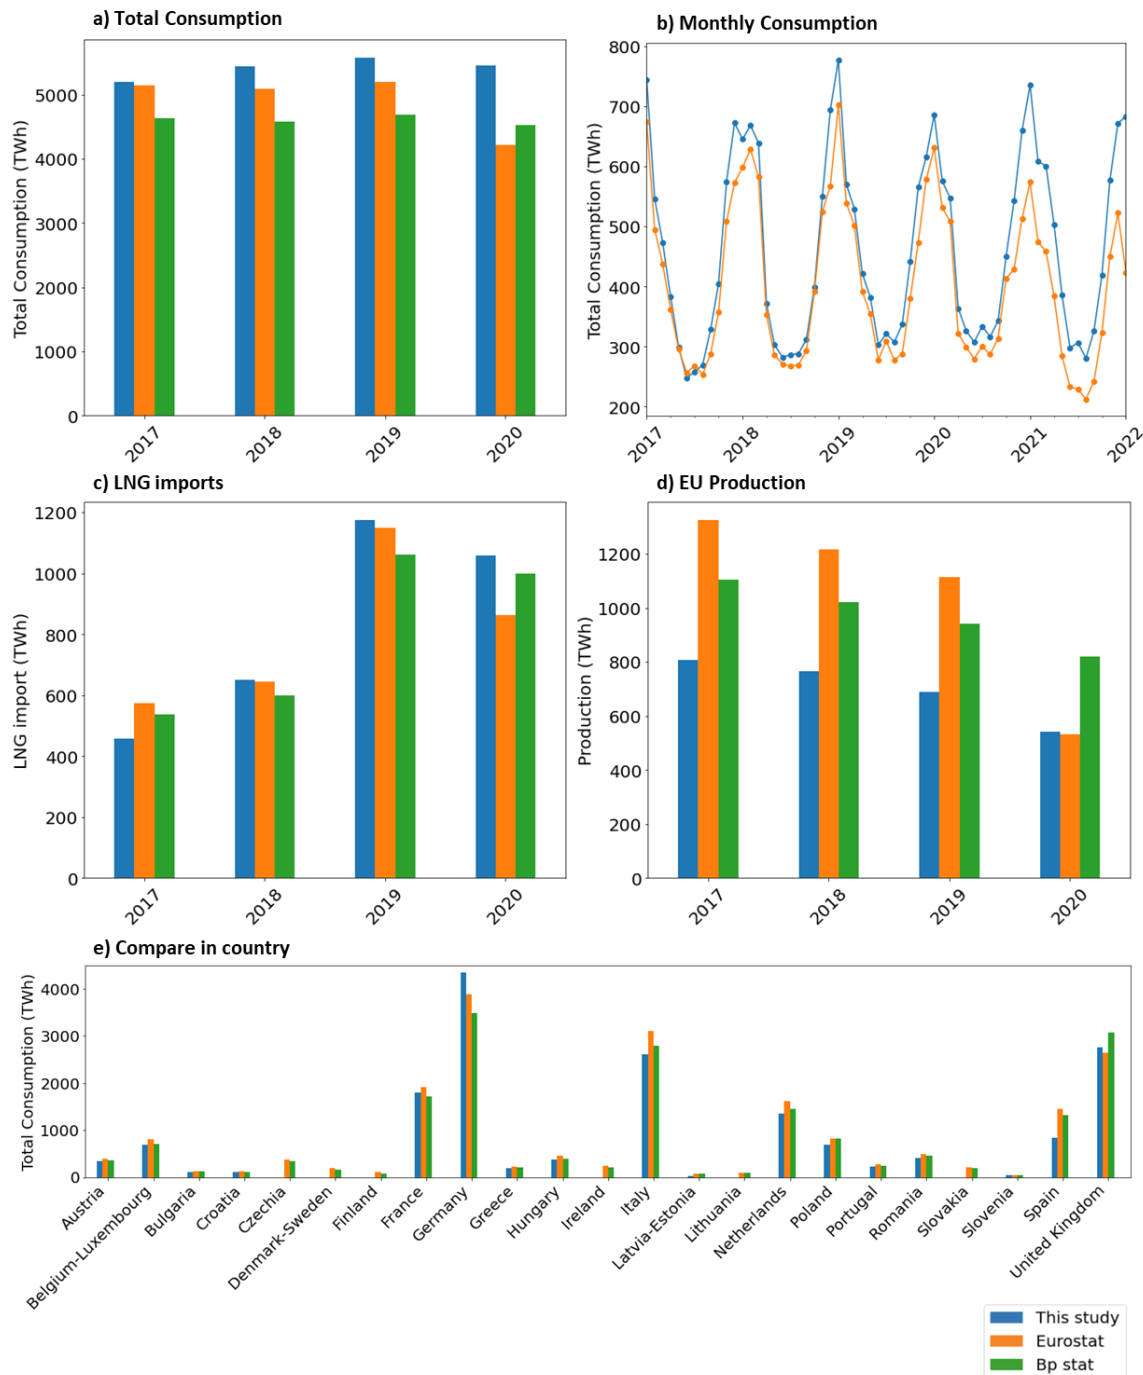 a) Total Consumption
Total Consumption (TWh)
5000
4000
3000
2000
1000
0
2017
2018
2019
2020
b) Monthly Consumption
Total Consumption (TWh)
800
700
600
500
400
300
200
2017
2018
2019
2020
2021
2022
c) LNG imports
LNG import (TWh)
1200
1000
800
600
400
200
0
2017
2018
2019
2020
d) EU Production
Production (TWh)
1200
1000
800
600
400
200
0
2017
2018
2019
2020
e) Compare in country
Total Consumption (TWh)
4000
3000
2000
1000
0
Austria
Belgium-Luxembourg
Bulgaria
Croatia
Czechia
Denmark-Sweden
Finland
France
Germany
Greece
Hungary
Ireland
Italy
Latvia-Estonia
Lithuania
Netherlands
Poland
Portugal
Romania
Slovakia
Slovenia
Spain
United Kingdom
This study
Eurostat
Bp stat